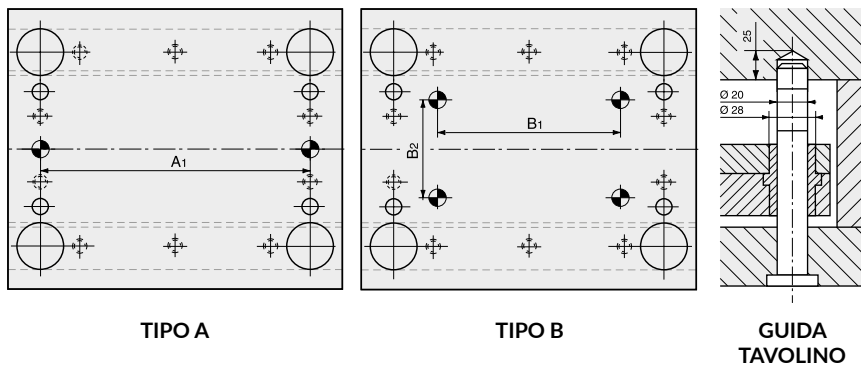 A1
B1
B2
25
Ø 20
Ø 28
TIPO A
TIPO B
GUIDA
TAVOLINO